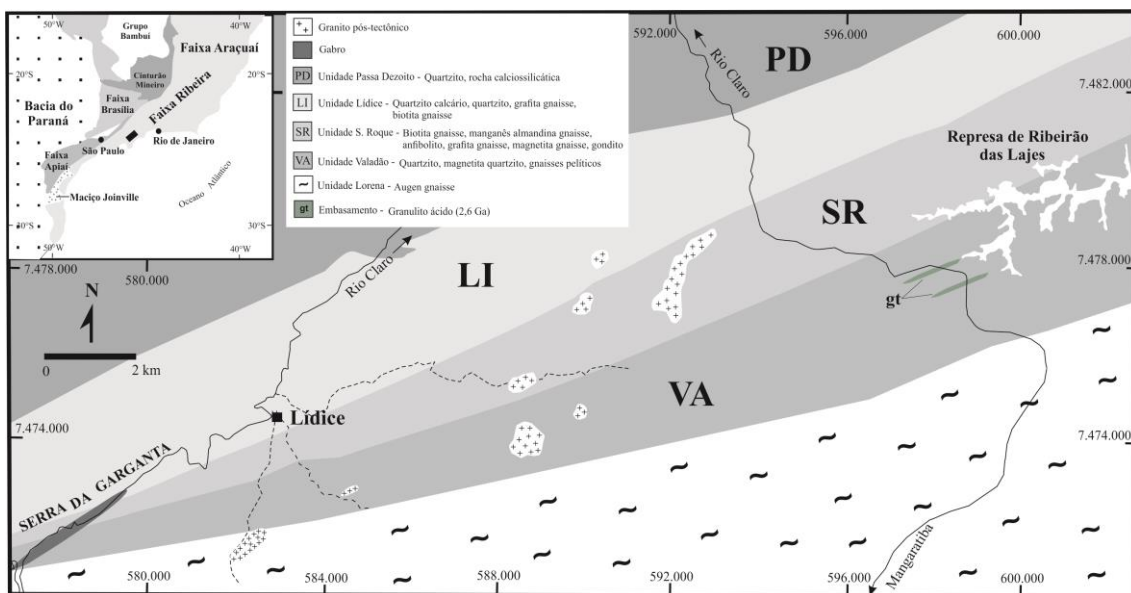 50°W
40°W
Grupo
Bambuí
Faixa Araçuaí
20°S
20°S
Cinturão
Mineiro
Faixa
Brasília
Faixa Ribeira
Bacia do
Paraná
São Paulo
Rio de Janeiro
Faixa
Apiaí
Maciço Joinville
Oceano Atlântico
30°S
30°S
50°W
40°W
Granito pós-tectônico
Gabro
PD Unidade Passa Dezoito - Quartzito, rocha calciossilicática
LI Unidade Lídice - Quartzito calcário, quartzito, grafita gnaisse,
biotita gnaisse
SR Unidade S. Roque - Biotita gnaisse, manganês almandina gnaisse,
anfibolito, grafita gnaisse, magnetita gnaisse, gondito
VA Unidade Valadão - Quartzito, magnetita quartzito, gnaisses pelíticos
Unidade Lorena - Augen gnaisse
gt Embasamento - Granulito ácido (2,6 Ga)
592.000
596.000
600.000
Rio Claro
PD
7.482.000
Represa de Ribeirão
das Lajes
SR
7.478.000
580.000
Rio Claro
LI
7.478.000
gt
N
0 2 km
VA
Lídice
7.474.000
7.474.000
SERRA DA GARGANTA
Mangaratiba
580.000
584.000
588.000
592.000
596.000
600.000